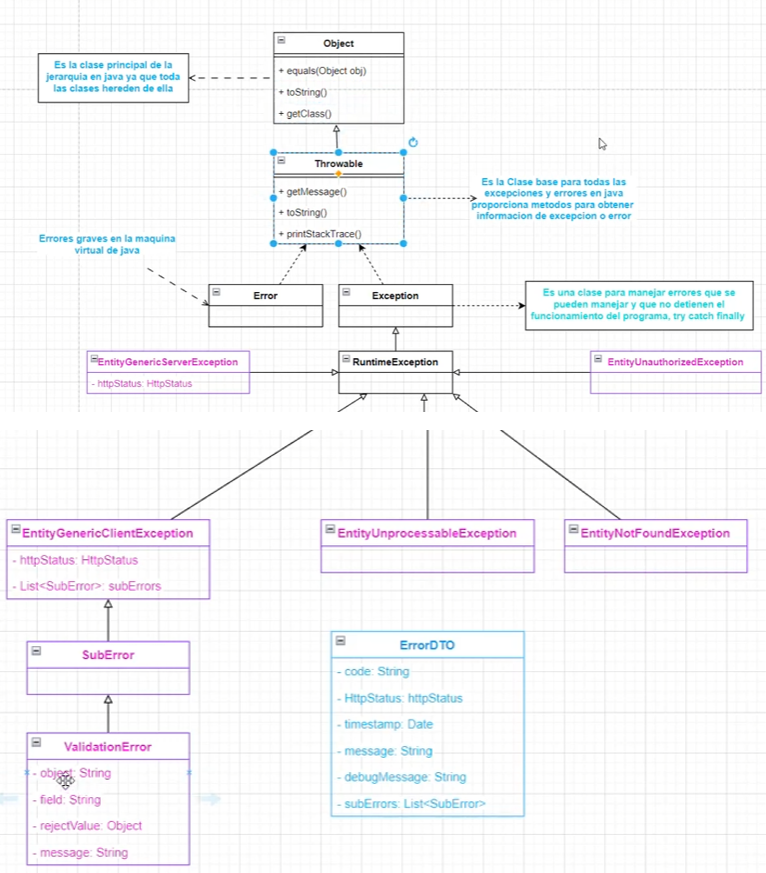 Object
Es la clase principal de la
jerarquia en java ya que toda
las clases hereden de ella
+ equals(Object obj)
+ toString()
+ getClass()
Throwable
+ getMessage()
+ toString()
+ printStackTrace()
Es la Clase base para todas las
excepciones y errores en java
proporciona metodos para obtener
informacion de excepcion o error
Errores graves en la maquina
virtual de java
Error
Exception
Es una clase para manejar errores que se
pueden manejar y que no detienen el
funcionamiento del programa, try catch finally
EntityGenericServerException
- httpStatus: HttpStatus
RuntimeException
EntityUnauthorizedException
EntityGenericClientException
- httpStatus: HttpStatus
- List<SubError>: subErrors
EntityUnprocessableException
EntityNotFoundException
SubError
ValidationError
- object: String
- field: String
- rejectValue: Object
- message: String
ErrorDTO
- code: String
- HttpStatus: httpStatus
- timestamp: Date
- message: String
- debugMessage: String
- subErrors: List<SubError>